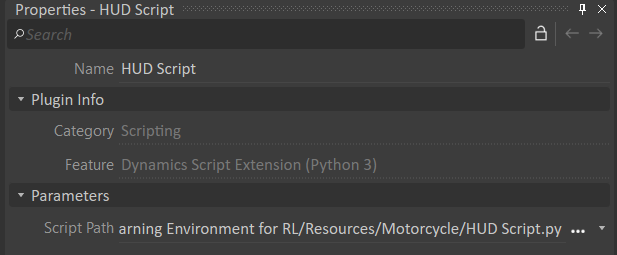 Properties - HUD Script
Search
Name HUD Script
Plugin Info
Category Scripting
Feature Dynamics Script Extension (Python 3)
Parameters
Script Path arning Environment for RL/Resources/Motorcycle/HUD Script.py ...